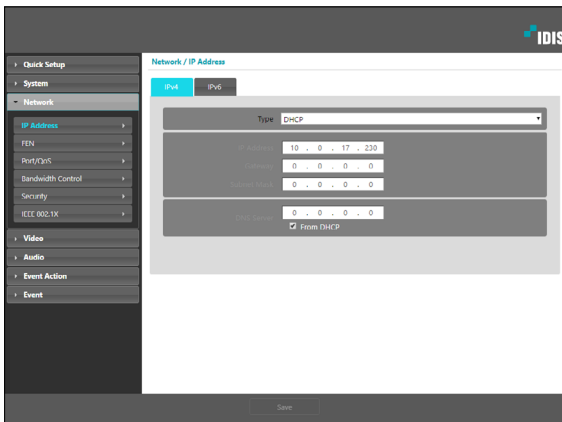 IDIS
Quick Setup
System
Network
IP Address
FEN
Port/QoS
Bandwidth Control
Security
IEEE 802.1X
Video
Audio
Event Action
Event
Network / IP Address
IPv4 IPv6
Type DHCP
IP Address 10 . 0 . 17 . 230
Gateway 0 . 0 . 0 . 0
Subnet Mask 0 . 0 . 0 . 0
DNS Server 0 . 0 . 0 . 0
From DHCP
Save